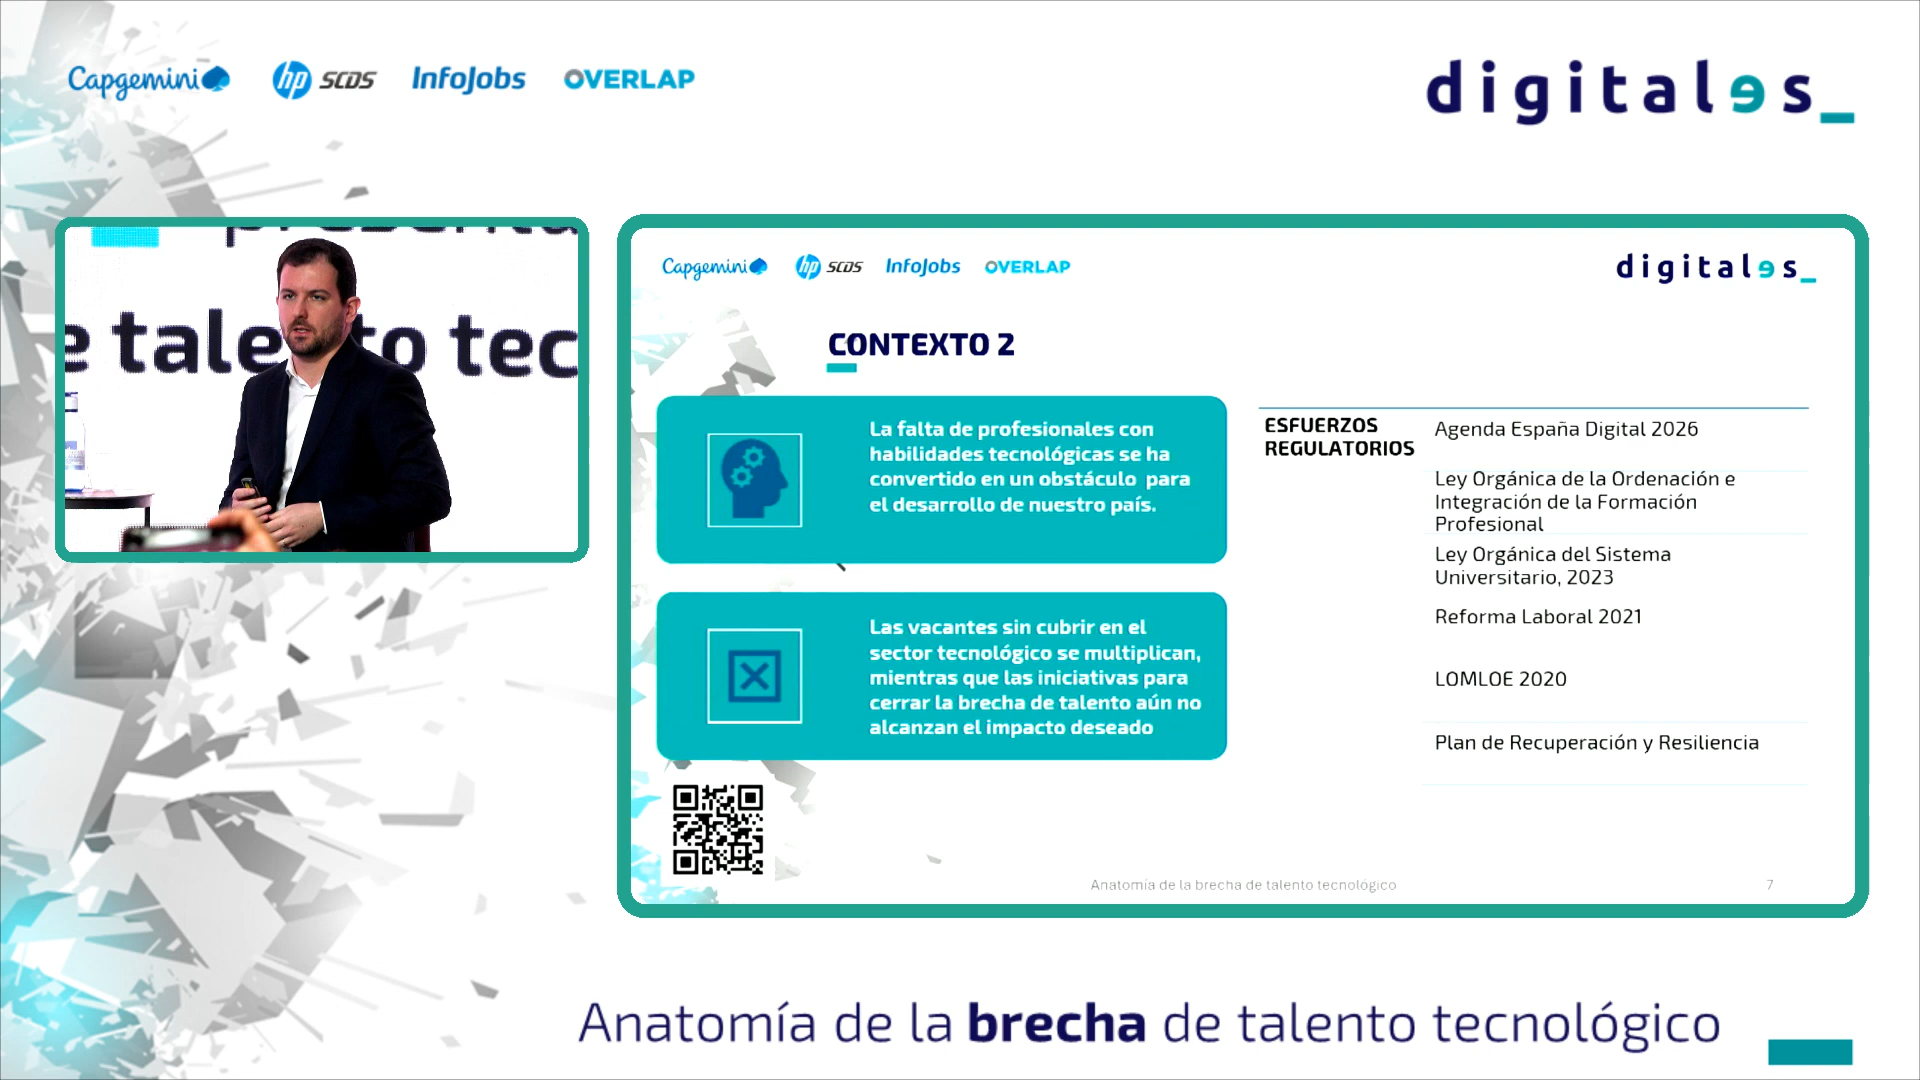 Capgemini hp SCDS InfoJobs OVERLAP
digitales_
e talento tec
Capgemini hp SCDS InfoJobs OVERLAP
digitales_
CONTEXTO 2
La falta de profesionales con
habilidades tecnológicas se ha
convertido en un obstáculo para
el desarrollo de nuestro país.
Las vacantes sin cubrir en el
sector tecnológico se multiplican,
mientras que las iniciativas para
cerrar la brecha de talento aún no
alcanzan el impacto deseado
ESFUERZOS
REGULATORIOS
Agenda España Digital 2026
Ley Orgánica de la Ordenación e
Integración de la Formación
Profesional
Ley Orgánica del Sistema
Universitario, 2023
Reforma Laboral 2021
LOMLOE 2020
Plan de Recuperación y Resiliencia
Anatomía de la brecha de talento tecnológico
7
Anatomía de la brecha de talento tecnológico